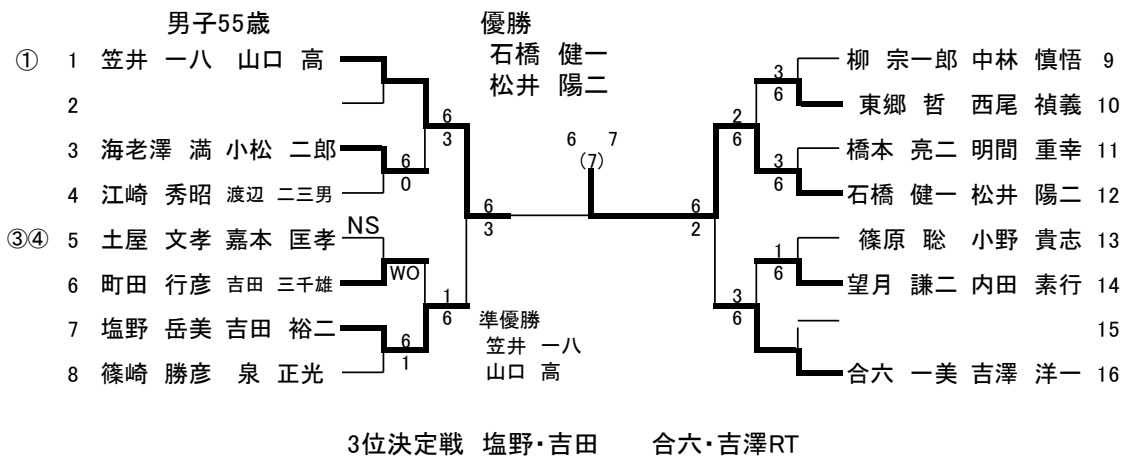 男子55歳
優勝
石橋 健一
松井 陽二
① 1 笠井 一八 山口 高
2
3 海老澤 満 小松 二郎
4 江崎 秀昭 渡辺 二三男
③④ 5 土屋 文孝 嘉本 匡孝 NS
6 町田 行彦 吉田 三千雄
7 塩野 岳美 吉田 裕二
8 篠崎 勝彦 泉 正光
6
0
WO
6
1
6
3
1
6
6
3
6 7
(7)
6
2
2
6
3
6
3
6
3
6
1
6
柳 宗一郎 中林 慎悟 9
東郷 哲 西尾 禎義 10
橋本 亮二 明間 重幸 11
石橋 健一 松井 陽二 12
篠原 聡 小野 貴志 13
望月 謙二 内田 素行 14
15
合六 一美 吉澤 洋一 16
準優勝
笠井 一八
山口 高
3位決定戦 塩野・吉田 合六・吉澤RT